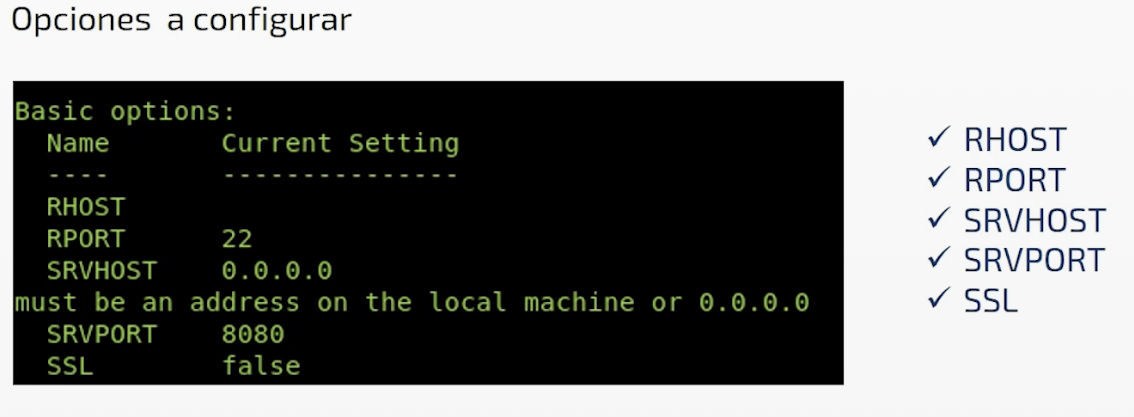 Opciones a configurar
Basic options:
Name Current Setting
---- ---------------
RHOST
RPORT 22
SRVHOST 0.0.0.0
must be an address on the local machine or 0.0.0.0
SRVPORT 8080
SSL false
✓ RHOST
✓ RPORT
✓ SRVHOST
✓ SRVPORT
✓ SSL